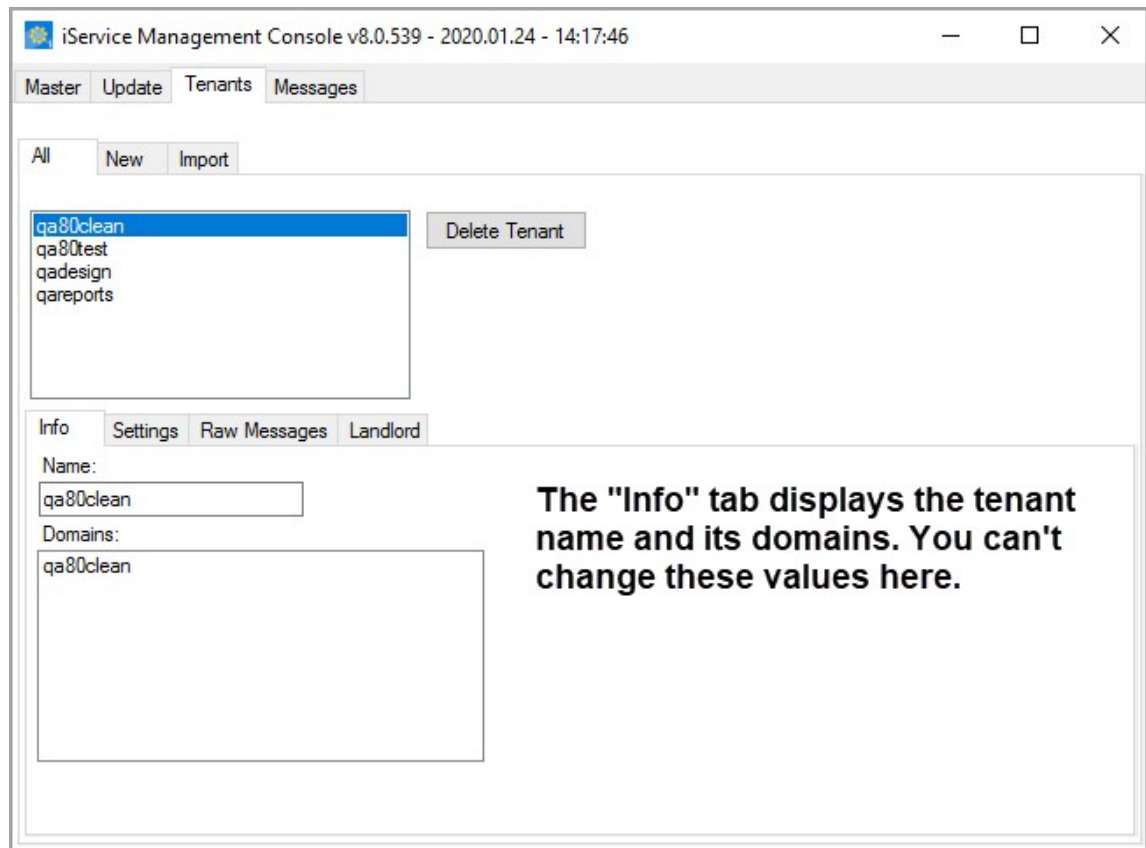 iService Management Console v8.0.539 - 2020.01.24 - 14:17:46
Master Update Tenants Messages
All New Import
qa80clean
Delete Tenant
qa80test
qadesign
qareports
Info Settings Raw Messages Landlord
Name:
qa80clean
Domains:
qa80clean
The "Info" tab displays the tenant
name and its domains. You can't
change these values here.